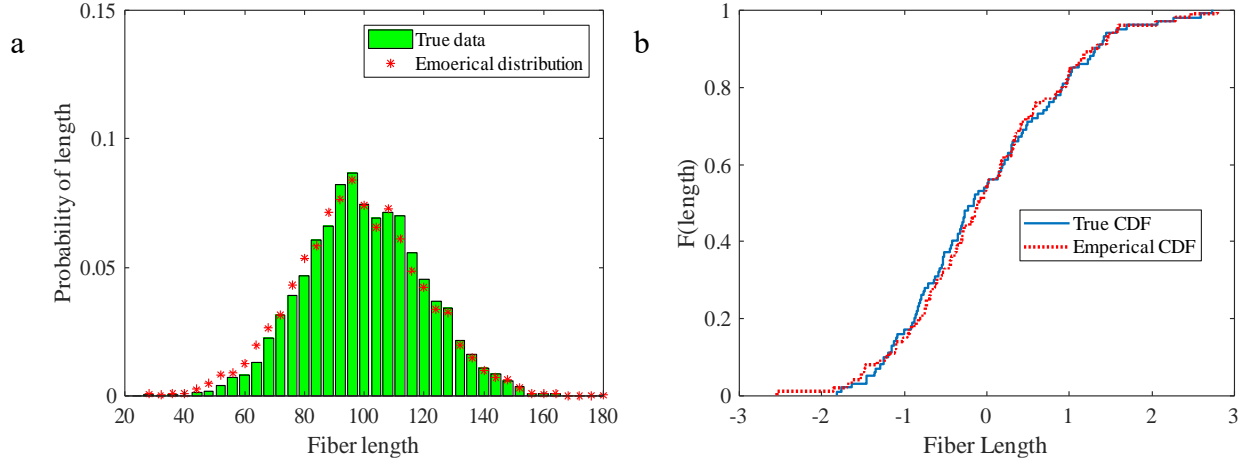 a
0.15
0.1
0.05
0
Probability of length
True data
Emoerical distribution
20 40 60 80 100 120 140 160 180
Fiber length
b
1
0.8
0.6
0.4
0.2
0
F(length)
True CDF
Emperical CDF
-3 -2 -1 0 1 2 3
Fiber Length